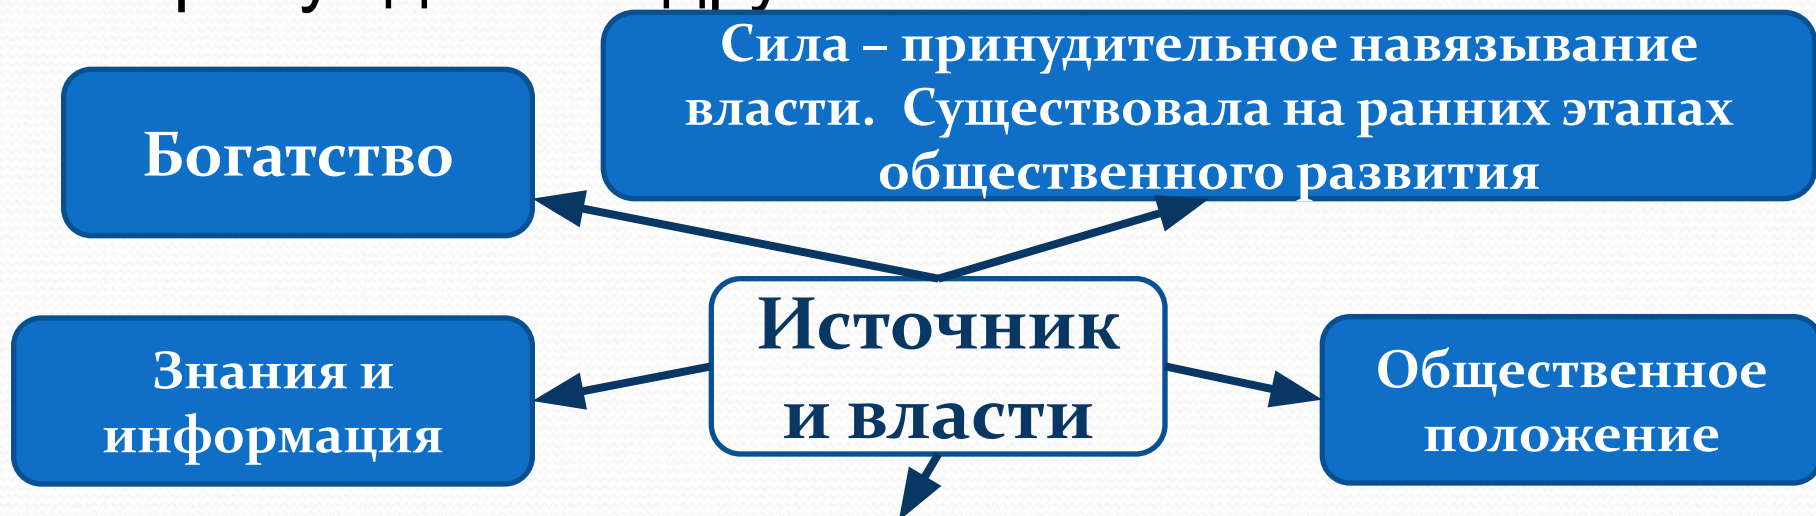 Сила – принудительное навязывание
власти. Существовала на ранних этапах
общественного развития
Богатство
Источник
и власти
Знания и
информация
Общественное
положение